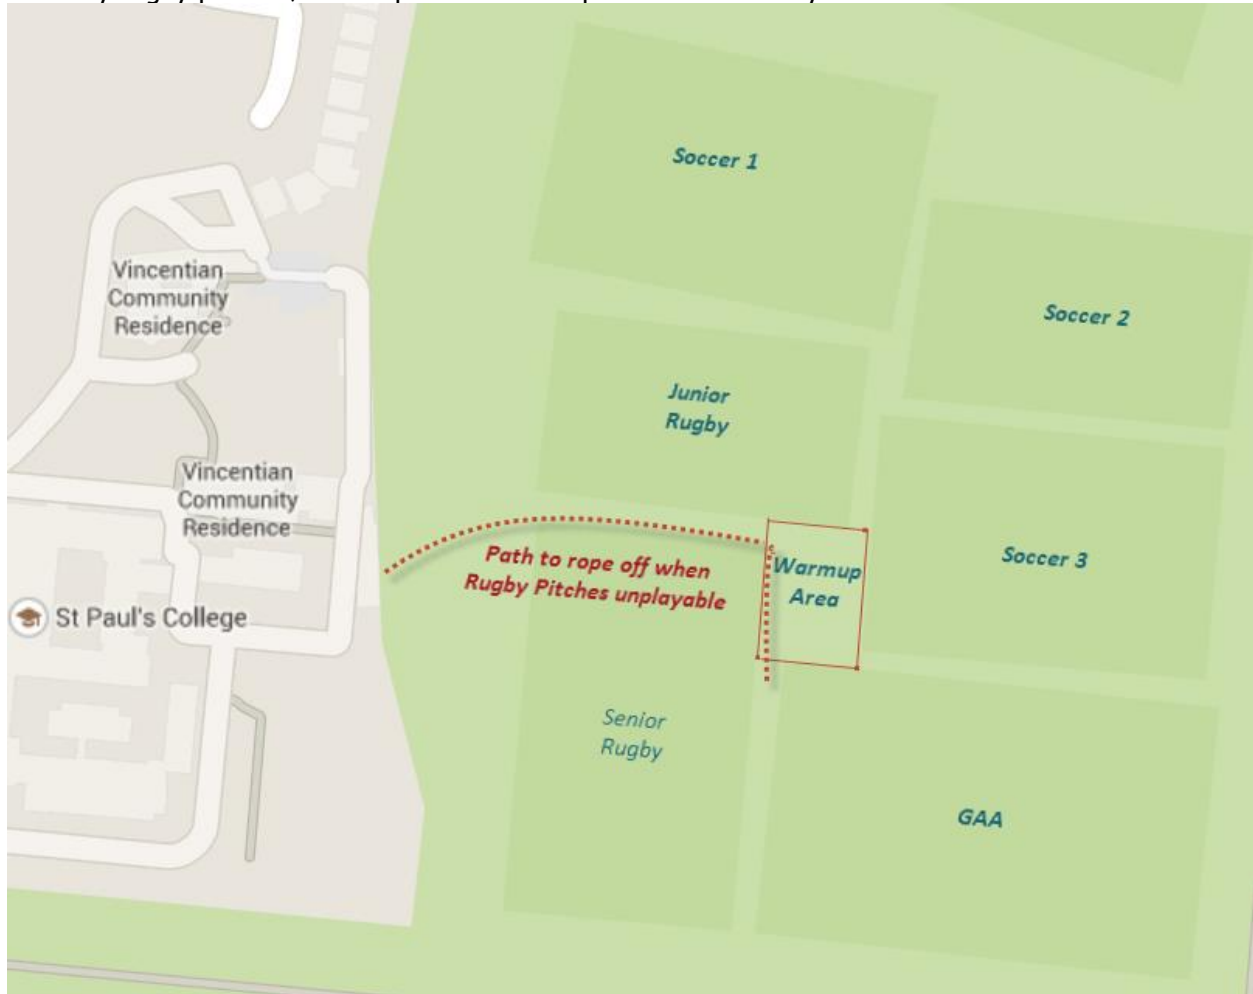 Soccer 1
Vincentian
Community
Residence
Soccer 2
Junior
Rugby
Vincentian
Community
Residence
Path to rope off when
Rugby Pitches unplayable
Warmup
Area
Soccer 3
St Paul's College
Senior
Rugby
GAA